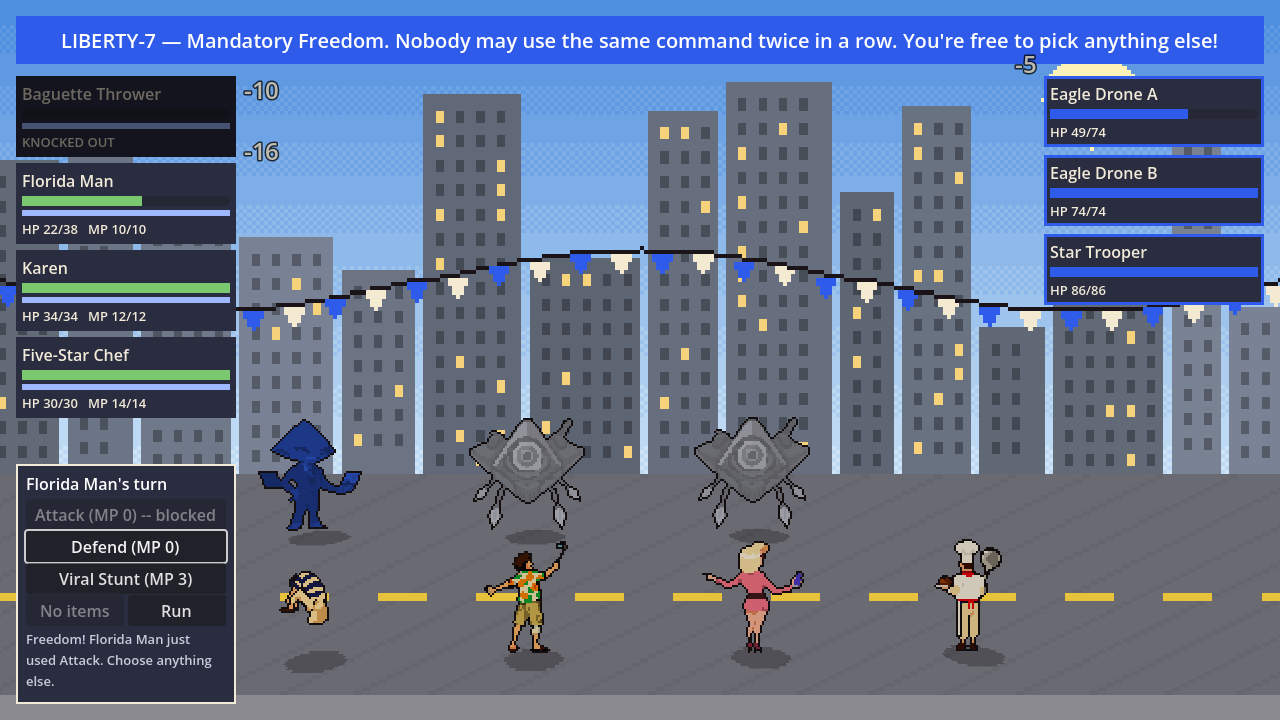 LIBERTY-7 — Mandatory Freedom. Nobody may use the same command twice in a row. You're free to pick anything else!
-5
Baguette Thrower
KNOCKED OUT
-10
-16
Florida Man
HP 22/38 MP 10/10
Karen
HP 34/34 MP 12/12
Five-Star Chef
HP 30/30 MP 14/14
Eagle Drone A
HP 49/74
Eagle Drone B
HP 74/74
Star Trooper
HP 86/86
Florida Man's turn
Attack (MP 0) -- blocked
Defend (MP 0)
Viral Stunt (MP 3)
No items
Run
Freedom! Florida Man just
used Attack. Choose anything
else.